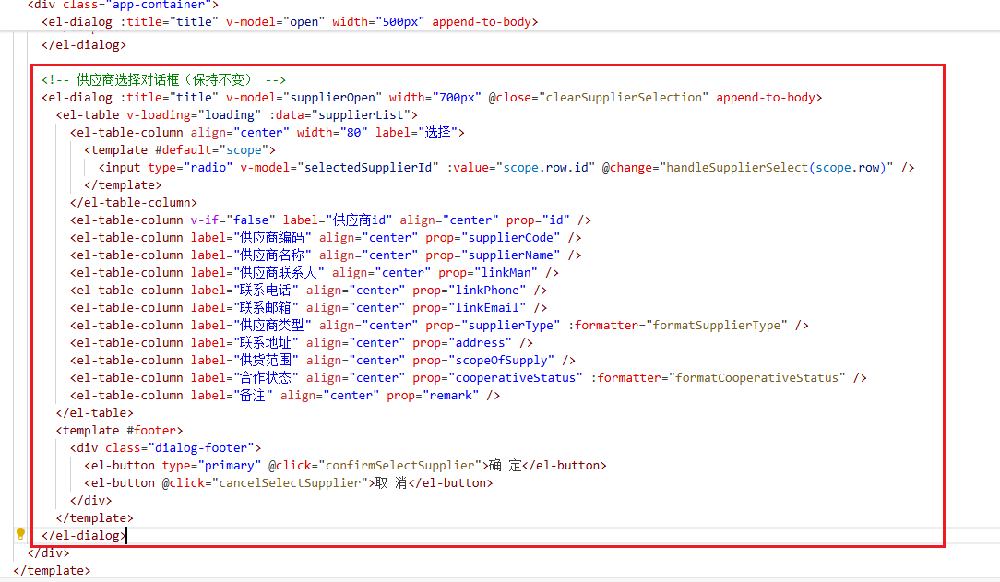 <div class="app-container">
<el-dialog :title="title" v-model="open" width="500px" append-to-body>
</el-dialog>
<!-- 供应商选择对话框（保持不变） -->
<el-dialog :title="title" v-model="supplierOpen" width="700px" @close="clearSupplierSelection" append-to-body>
<el-table v-loading="loading" :data="supplierList">
<el-table-column align="center" width="80" label="选择">
<template #default="scope">
<input type="radio" v-model="selectedSupplierId" :value="scope.row.id" @change="handleSupplierSelect(scope.row)" />
</template>
</el-table-column>
<el-table-column v-if="false" label="供应商id" align="center" prop="id" />
<el-table-column label="供应商编码" align="center" prop="supplierCode" />
<el-table-column label="供应商名称" align="center" prop="supplierName" />
<el-table-column label="供应商联系人" align="center" prop="linkMan" />
<el-table-column label="联系电话" align="center" prop="linkPhone" />
<el-table-column label="联系邮箱" align="center" prop="linkEmail" />
<el-table-column label="供应商类型" align="center" prop="supplierType" :formatter="formatSupplierType" />
<el-table-column label="联系地址" align="center" prop="address" />
<el-table-column label="供货范围" align="center" prop="scopeOfSupply" />
<el-table-column label="合作状态" align="center" prop="cooperativeStatus" :formatter="formatCooperativeStatus" />
<el-table-column label="备注" align="center" prop="remark" />
</el-table>
<template #footer>
<div class="dialog-footer">
<el-button type="primary" @click="confirmSelectSupplier">确 定</el-button>
<el-button @click="cancelSelectSupplier">取 消</el-button>
</div>
</template>
</el-dialog>
</div>
</template>